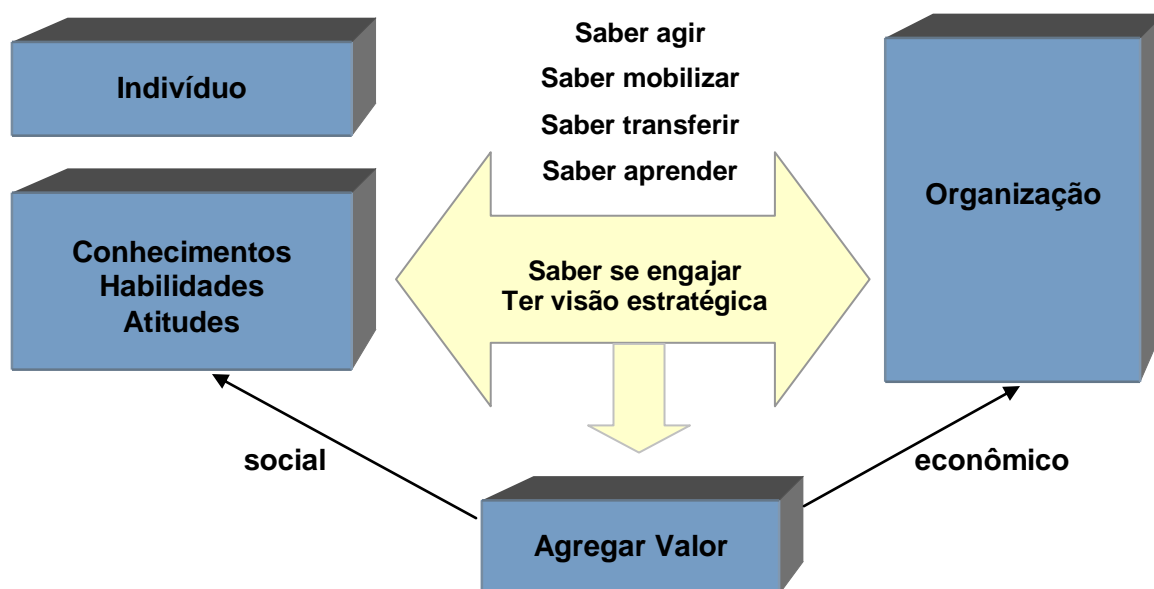 Indivíduo
Conhecimentos
Habilidades
Atitudes
Saber agir
Saber mobilizar
Saber transferir
Saber aprender
Saber se engajar
Ter visão estratégica
Organização
social
econômico
Agregar Valor